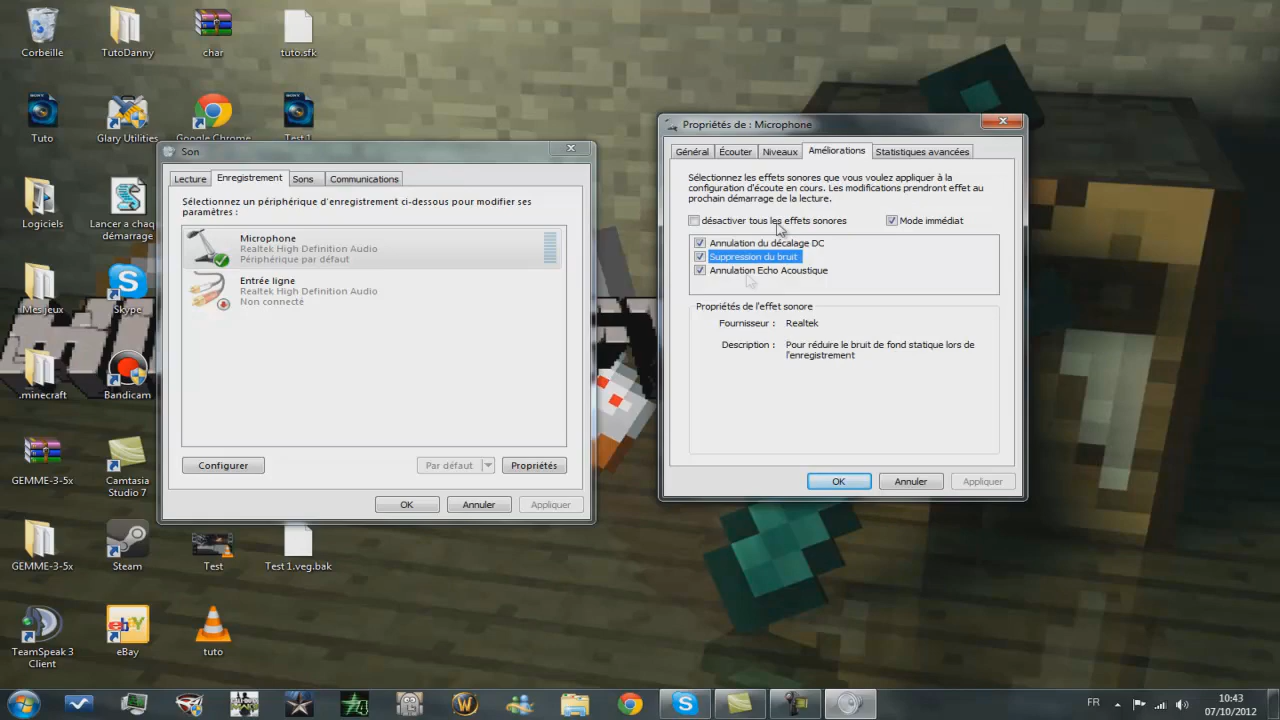 Corbeille
TutoDanny
char
tuto.sfk
Tuto
Glary Utilities
Google Chrome
Test 1
Logiciels
Lancer a chaq
démarrage
Mes jeux
Skype
.minecraft
Bandicam
GEMME-3-5x
Camtasia
Studio 7
GEMME-3-5x
Steam
Test
Test 1.veg.bak
TeamSpeak 3
Client
eBay
tuto
Son
Lecture
Enregistrement
Sons
Communications
Sélectionnez un périphérique d'enregistrement ci-dessous pour modifier ses
paramètres :
Microphone
Realtek High Definition Audio
Périphérique par défaut
Entrée ligne
Realtek High Definition Audio
Non connecté
Configurer
Par défaut
Propriétés
OK
Annuler
Appliquer
Propriétés de : Microphone
Général
Écouter
Niveaux
Améliorations
Statistiques avancées
Sélectionnez les effets sonores que vous voulez appliquer à la
configuration d'écoute en cours. Les modifications prendront effet au
prochain démarrage de la lecture.
désactiver tous les effets sonores
Mode immédiat
Annulation du décalage DC
Suppression du bruit
Annulation Echo Acoustique
Propriétés de l'effet sonore
Fournisseur : Realtek
Description : Pour réduire le bruit de fond statique lors de
l'enregistrement
OK
Annuler
Appliquer
FR
10:43
07/10/2012